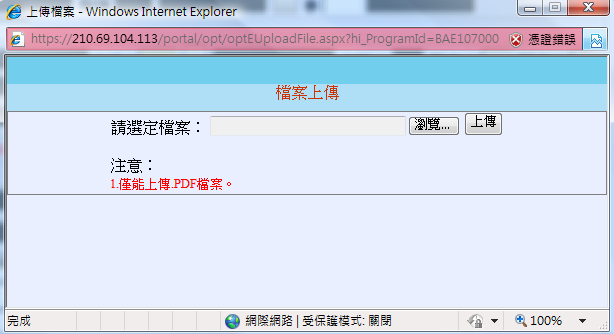 上傳檔案 - Windows Internet Explorer
https://210.69.104.113/portal/opt/optEUploadFile.aspx?hi_ProgramId=BAE107000 憑證錯誤
檔案上傳
請選定檔案： 瀏覽... 上傳
注意：
1.僅能上傳.PDF檔案。
完成 網際網路 | 受保護模式: 關閉 100%